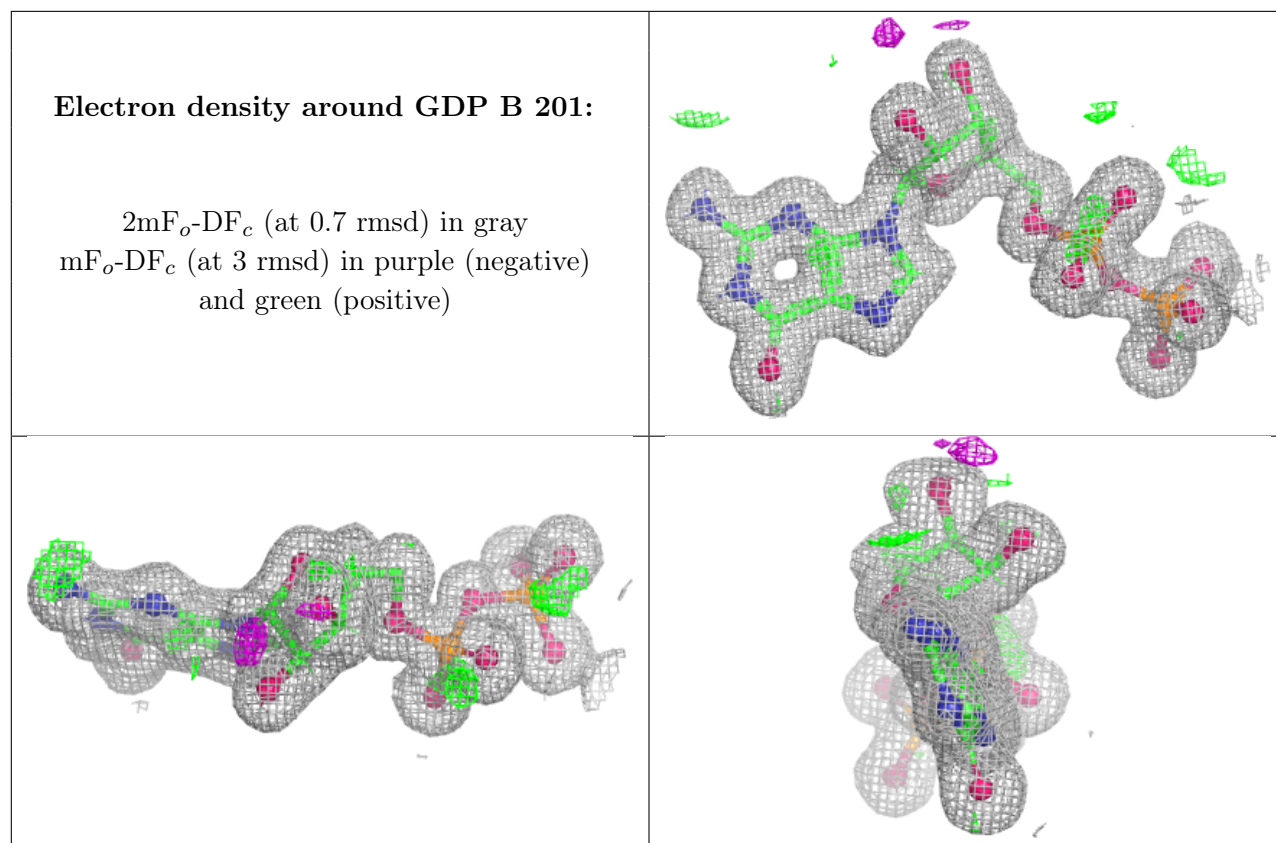 Electron density around GDP B 201:
2mFo-DFc (at 0.7 rmsd) in gray
mFo-DFc (at 3 rmsd) in purple (negative)
and green (positive)